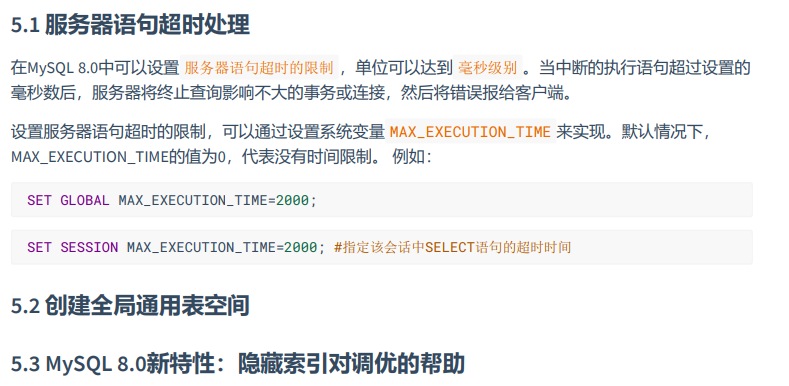 5.1 服务器语句超时处理
在MySQL 8.0中可以设置 服务器语句超时的限制 ，单位可以达到 毫秒级别 。当中断的执行语句超过设置的
毫秒数后，服务器将终止查询影响不大的事务或连接，然后将错误报给客户端。
设置服务器语句超时的限制，可以通过设置系统变量 MAX_EXECUTION_TIME 来实现。默认情况下，
MAX_EXECUTION_TIME的值为0，代表没有时间限制。 例如：
SET GLOBAL MAX_EXECUTION_TIME=2000;
SET SESSION MAX_EXECUTION_TIME=2000; #指定该会话中SELECT语句的超时时间
5.2 创建全局通用表空间
5.3 MySQL 8.0新特性：隐藏索引对调优的帮助